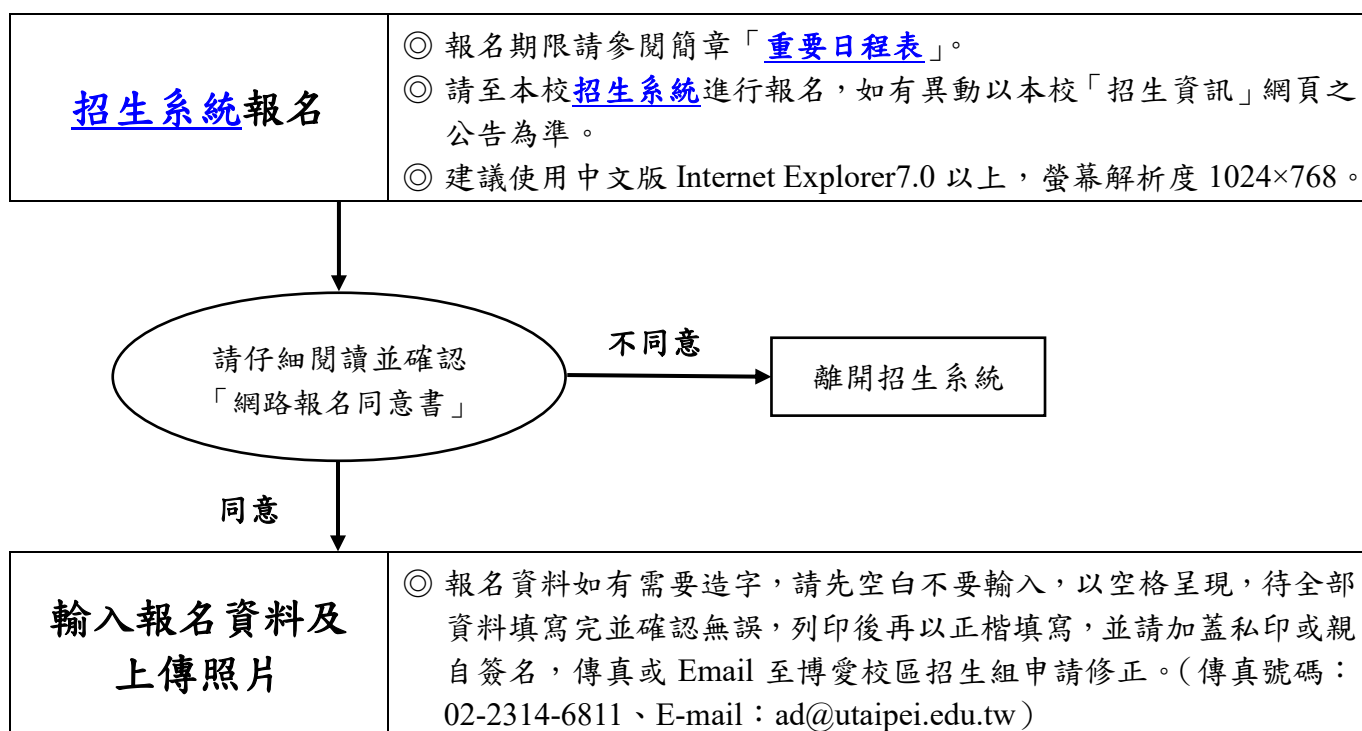 招生系統報名
◎ 報名期限請參閱簡章「重要日程表」。
◎ 請至本校招生系統進行報名，如有異動以本校「招生資訊」網頁之
公告為準。
◎ 建議使用中文版 Internet Explorer7.0 以上，螢幕解析度 1024×768。
請仔細閱讀並確認
「網路報名同意書」
不同意
離開招生系統
同意
輸入報名資料及
上傳照片
◎ 報名資料如有需要造字，請先空白不要輸入，以空格呈現，待全部
資料填寫完並確認無誤，列印後再以正楷填寫，並請加蓋私印或親
自簽名，傳真或 Email 至博愛校區招生組申請修正。（傳真號碼：
02-2314-6811、E-mail：ad@utaipei.edu.tw）